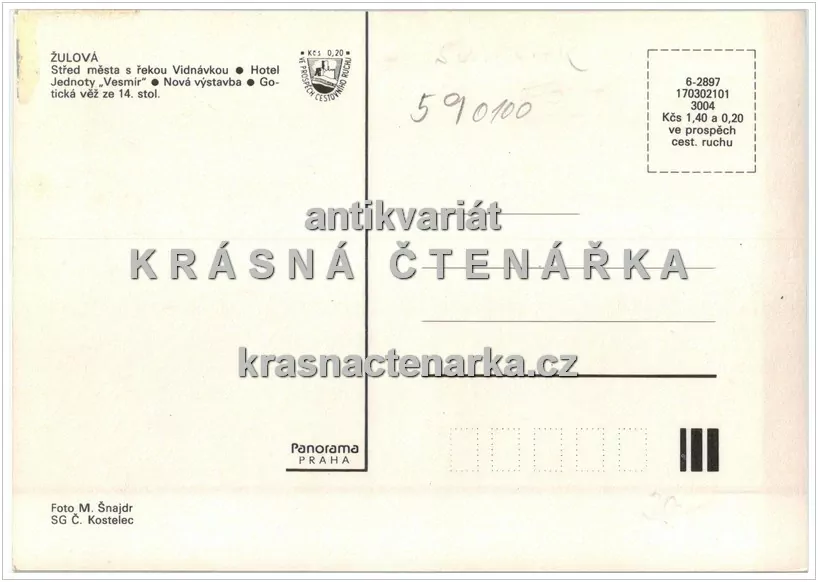 ŽULOVÁ
Střed města s řekou Vidnávkou ● Hotel
Jednoty „Vesmír" ● Nová výstavba ● Go-
tická věž ze 14. stol.
• Kčs 0,20 •
VE PROSPĚCH CESTOVNÍHO RUCHU
590100
6-2897
170302101
3004
Kčs 1,40 a 0,20
ve prospěch
cest. ruchu
antikvariát
KRÁSNÁ ČTENÁŘKA
krasnactenarka.cz
Panorama
PRAHA
Foto M. Šnajdr
SG Č. Kostelec